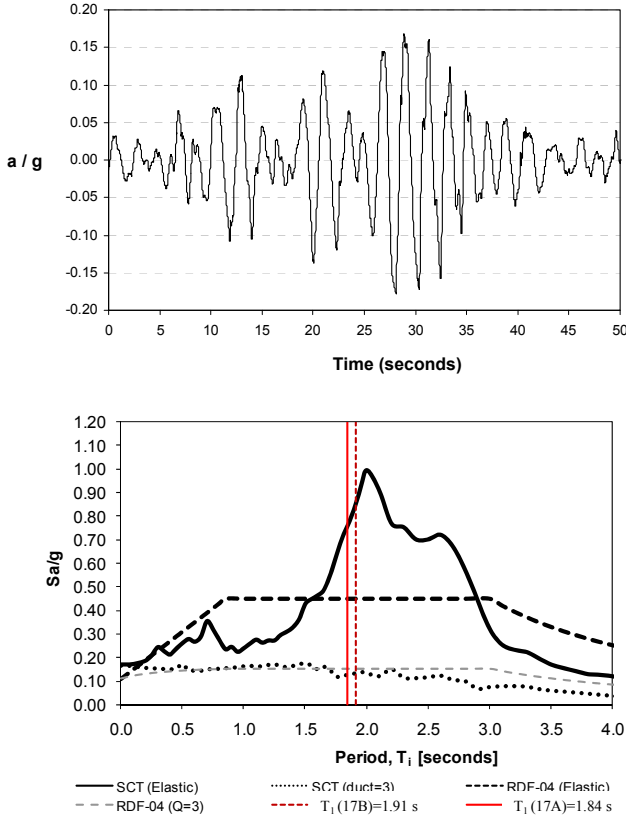 0.20
0.15
0.10
0.05
0.00
-0.05
-0.10
-0.15
-0.20
a / g
0 5 10 15 20 25 30 35 40 45 50
Time (seconds)
1.20
1.10
1.00
0.90
0.80
0.70
0.60
0.50
0.40
0.30
0.20
0.10
0.00
Sa/g
0.0 0.5 1.0 1.5 2.0 2.5 3.0 3.5 4.0
Period, Ti [seconds]
SCT (Elastic) SCT (duct=3) RDF-04 (Elastic)
RDF-04 (Q=3) T1 (17B)=1.91 s T1 (17A)=1.84 s